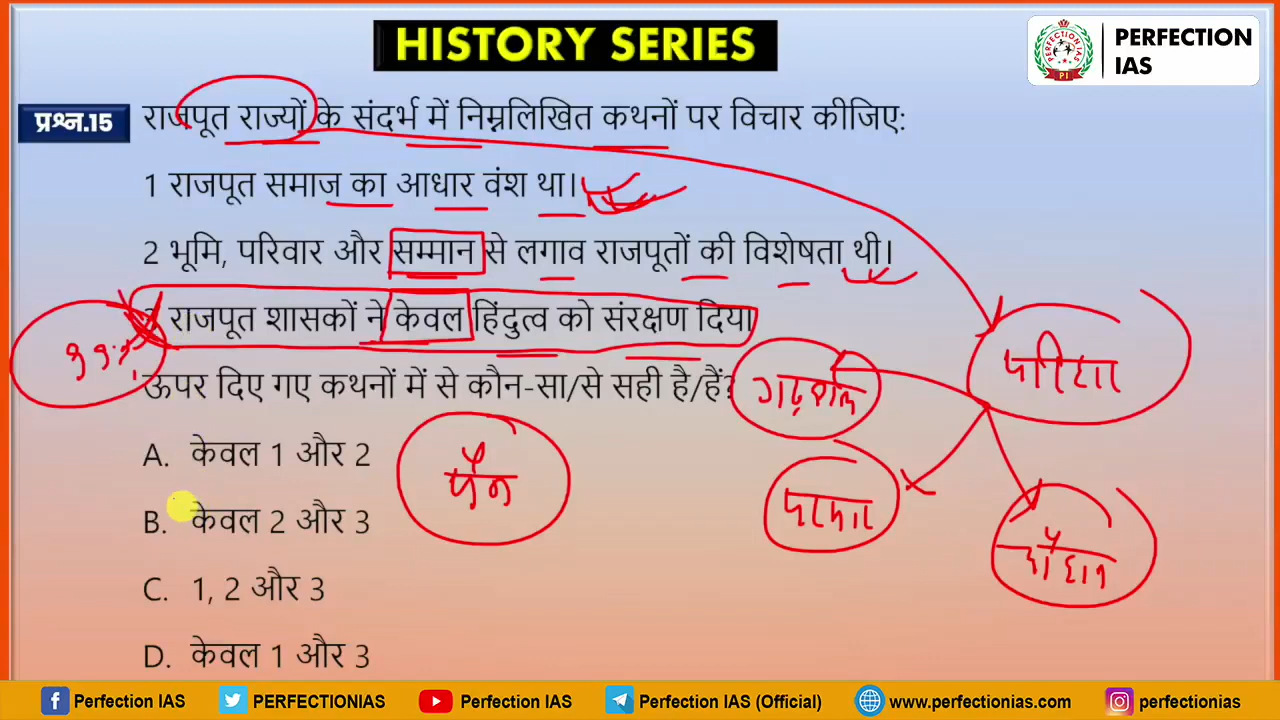 HISTORY SERIES
PERFECTION IAS
PI
PERFECTION
IAS
प्रश्न.15
राजपूत राज्यों के संदर्भ में निम्नलिखित कथनों पर विचार कीजिए:
1 राजपूत समाज का आधार वंश था।
2 भूमि, परिवार और सम्मान से लगाव राजपूतों की विशेषता थी।
राजपूत शासकों ने केवल हिंदुत्व को संरक्षण दिया
ऊपर दिए गए कथनों में से कौन-सा/से सही है/हैं?
A. केवल 1 और 2
B. केवल 2 और 3
C. 1, 2 और 3
D. केवल 1 और 3
जैन
Perfection IAS
PERFECTIONIAS
Perfection IAS
Perfection IAS (Official)
www.perfectionias.com
perfectionias